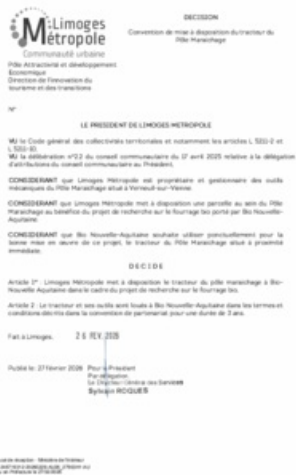 Limoges
Métropole
Communauté urbaine
DECISION
Convention de mise à disposition du tracteur du
Pôle Maraichage
Pôle Attractivité et développement
Economique
Direction de l'innovation du
tourisme et des transitions
N°
LE PRESIDENT DE LIMOGES METROPOLE
VU le Code général des collectivités territoriales et notamment les articles L 5211-2 et
L 5211-10,
VU la délibération n°2.2 du conseil communautaire du 17 avril 2025 relative à la délégation
d'attributions du conseil communautaire au Président,
CONSIDERANT que Limoges Métropole est propriétaire et gestionnaire des outils
mécaniques du Pôle Maraichage situé à Verneuil-sur-Vienne.
CONSIDERANT que Limoges Métropole met à disposition une parcelle au sein du Pôle
Maraichage au bénéfice du projet de recherche sur le fourrage bio porté par Bio Nouvelle-
Aquitaine.
CONSIDERANT que Bio Nouvelle-Aquitaine souhaite utiliser ponctuellement pour la
bonne mise en œuvre de ce projet, le tracteur du Pôle Maraichage situé à proximité
immédiate.
DECIDE
Article 1er : Limoges Métropole met à disposition le tracteur du pôle maraichage à Bio-
Nouvelle Aquitaine dans le cadre du projet de recherche sur le fourrage bio.
Article 2 : Le tracteur et ses outils sont loués à Bio Nouvelle-Aquitaine dans les termes et
conditions décrits dans la convention de partenariat pour une durée de 3 ans.
Fait à Limoges, 26 FEV. 2026
Publié le: 27 février 2026
Pour le Président
Par délégation,
Le Directeur Général des Services
Sylvain ROQUES